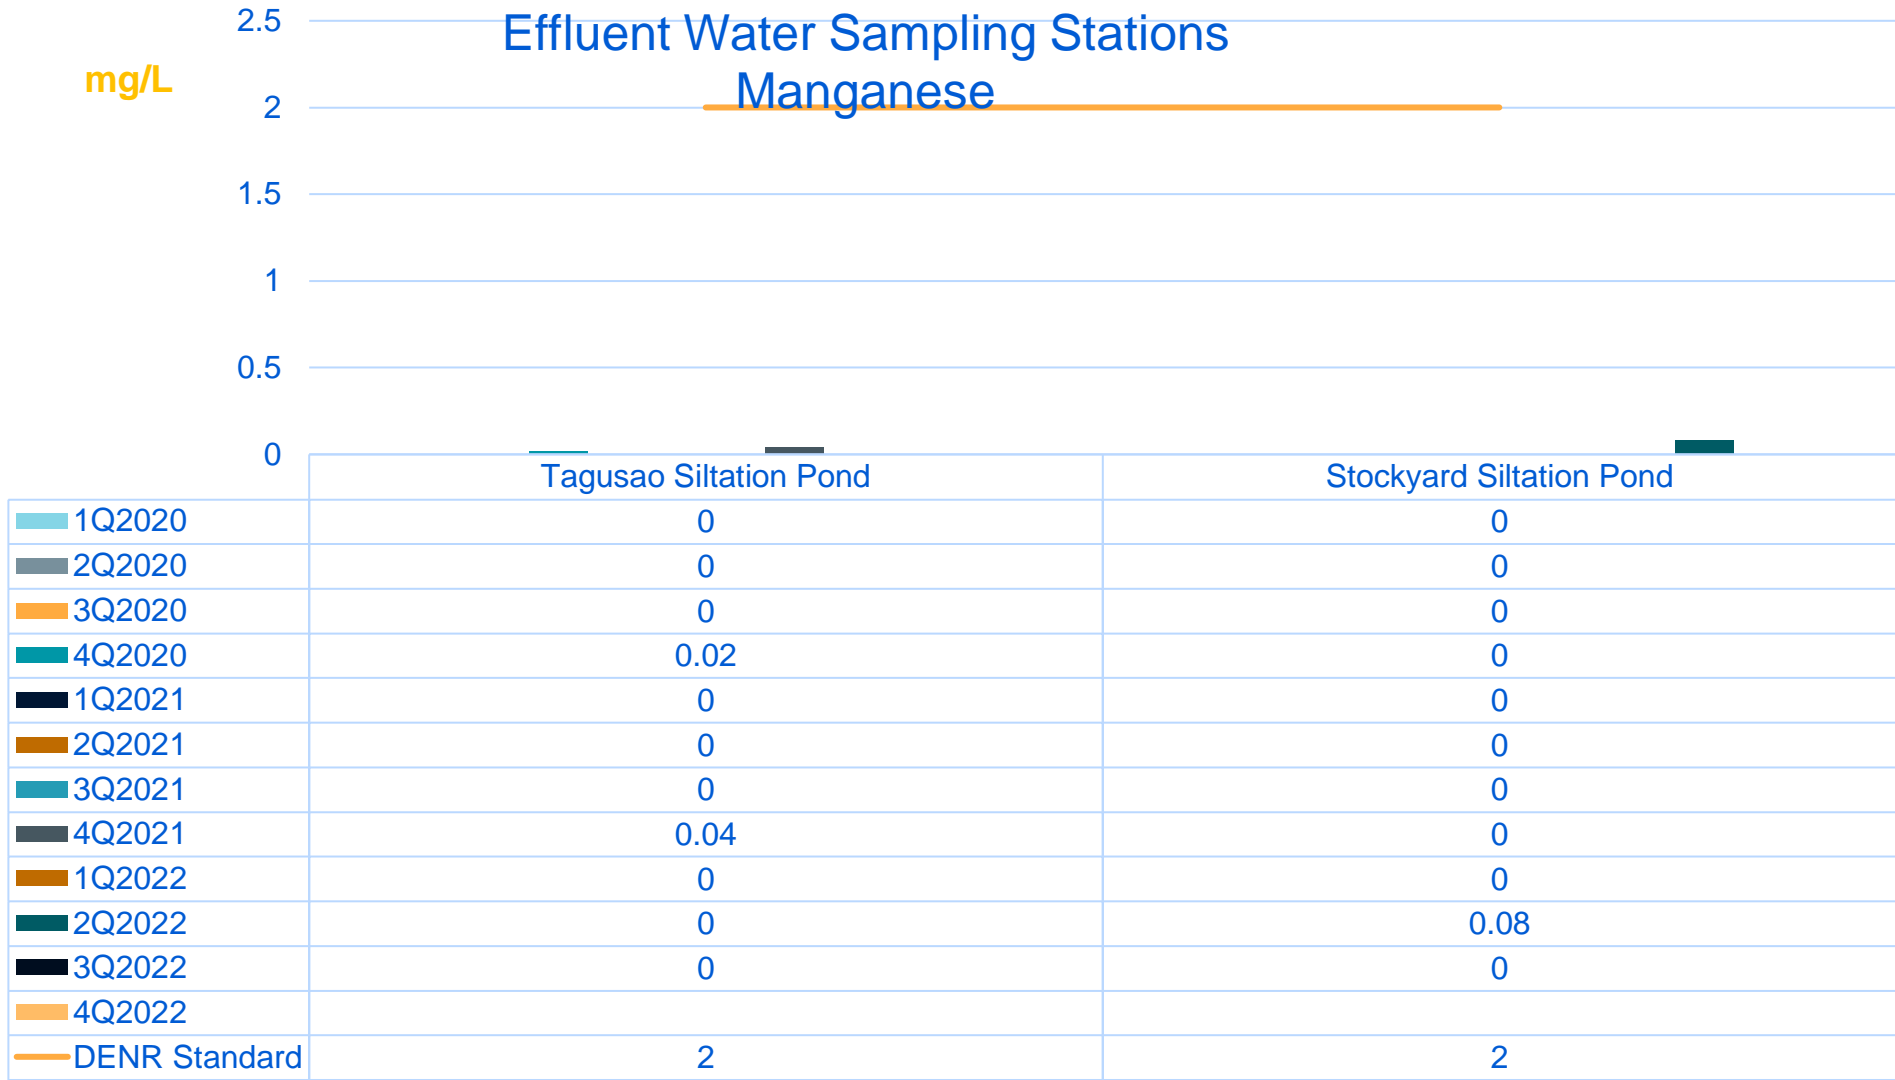 Effluent Water Sampling Stations
Manganese
mg/L
2.5
2
1.5
1
0.5
0
Tagusao Siltation Pond Stockyard Siltation Pond
1Q2020 0 0
2Q2020 0 0
3Q2020 0 0
4Q2020 0.02 0
1Q2021 0 0
2Q2021 0 0
3Q2021 0 0
4Q2021 0.04 0
1Q2022 0 0
2Q2022 0 0.08
3Q2022 0 0
4Q2022
DENR Standard 2 2